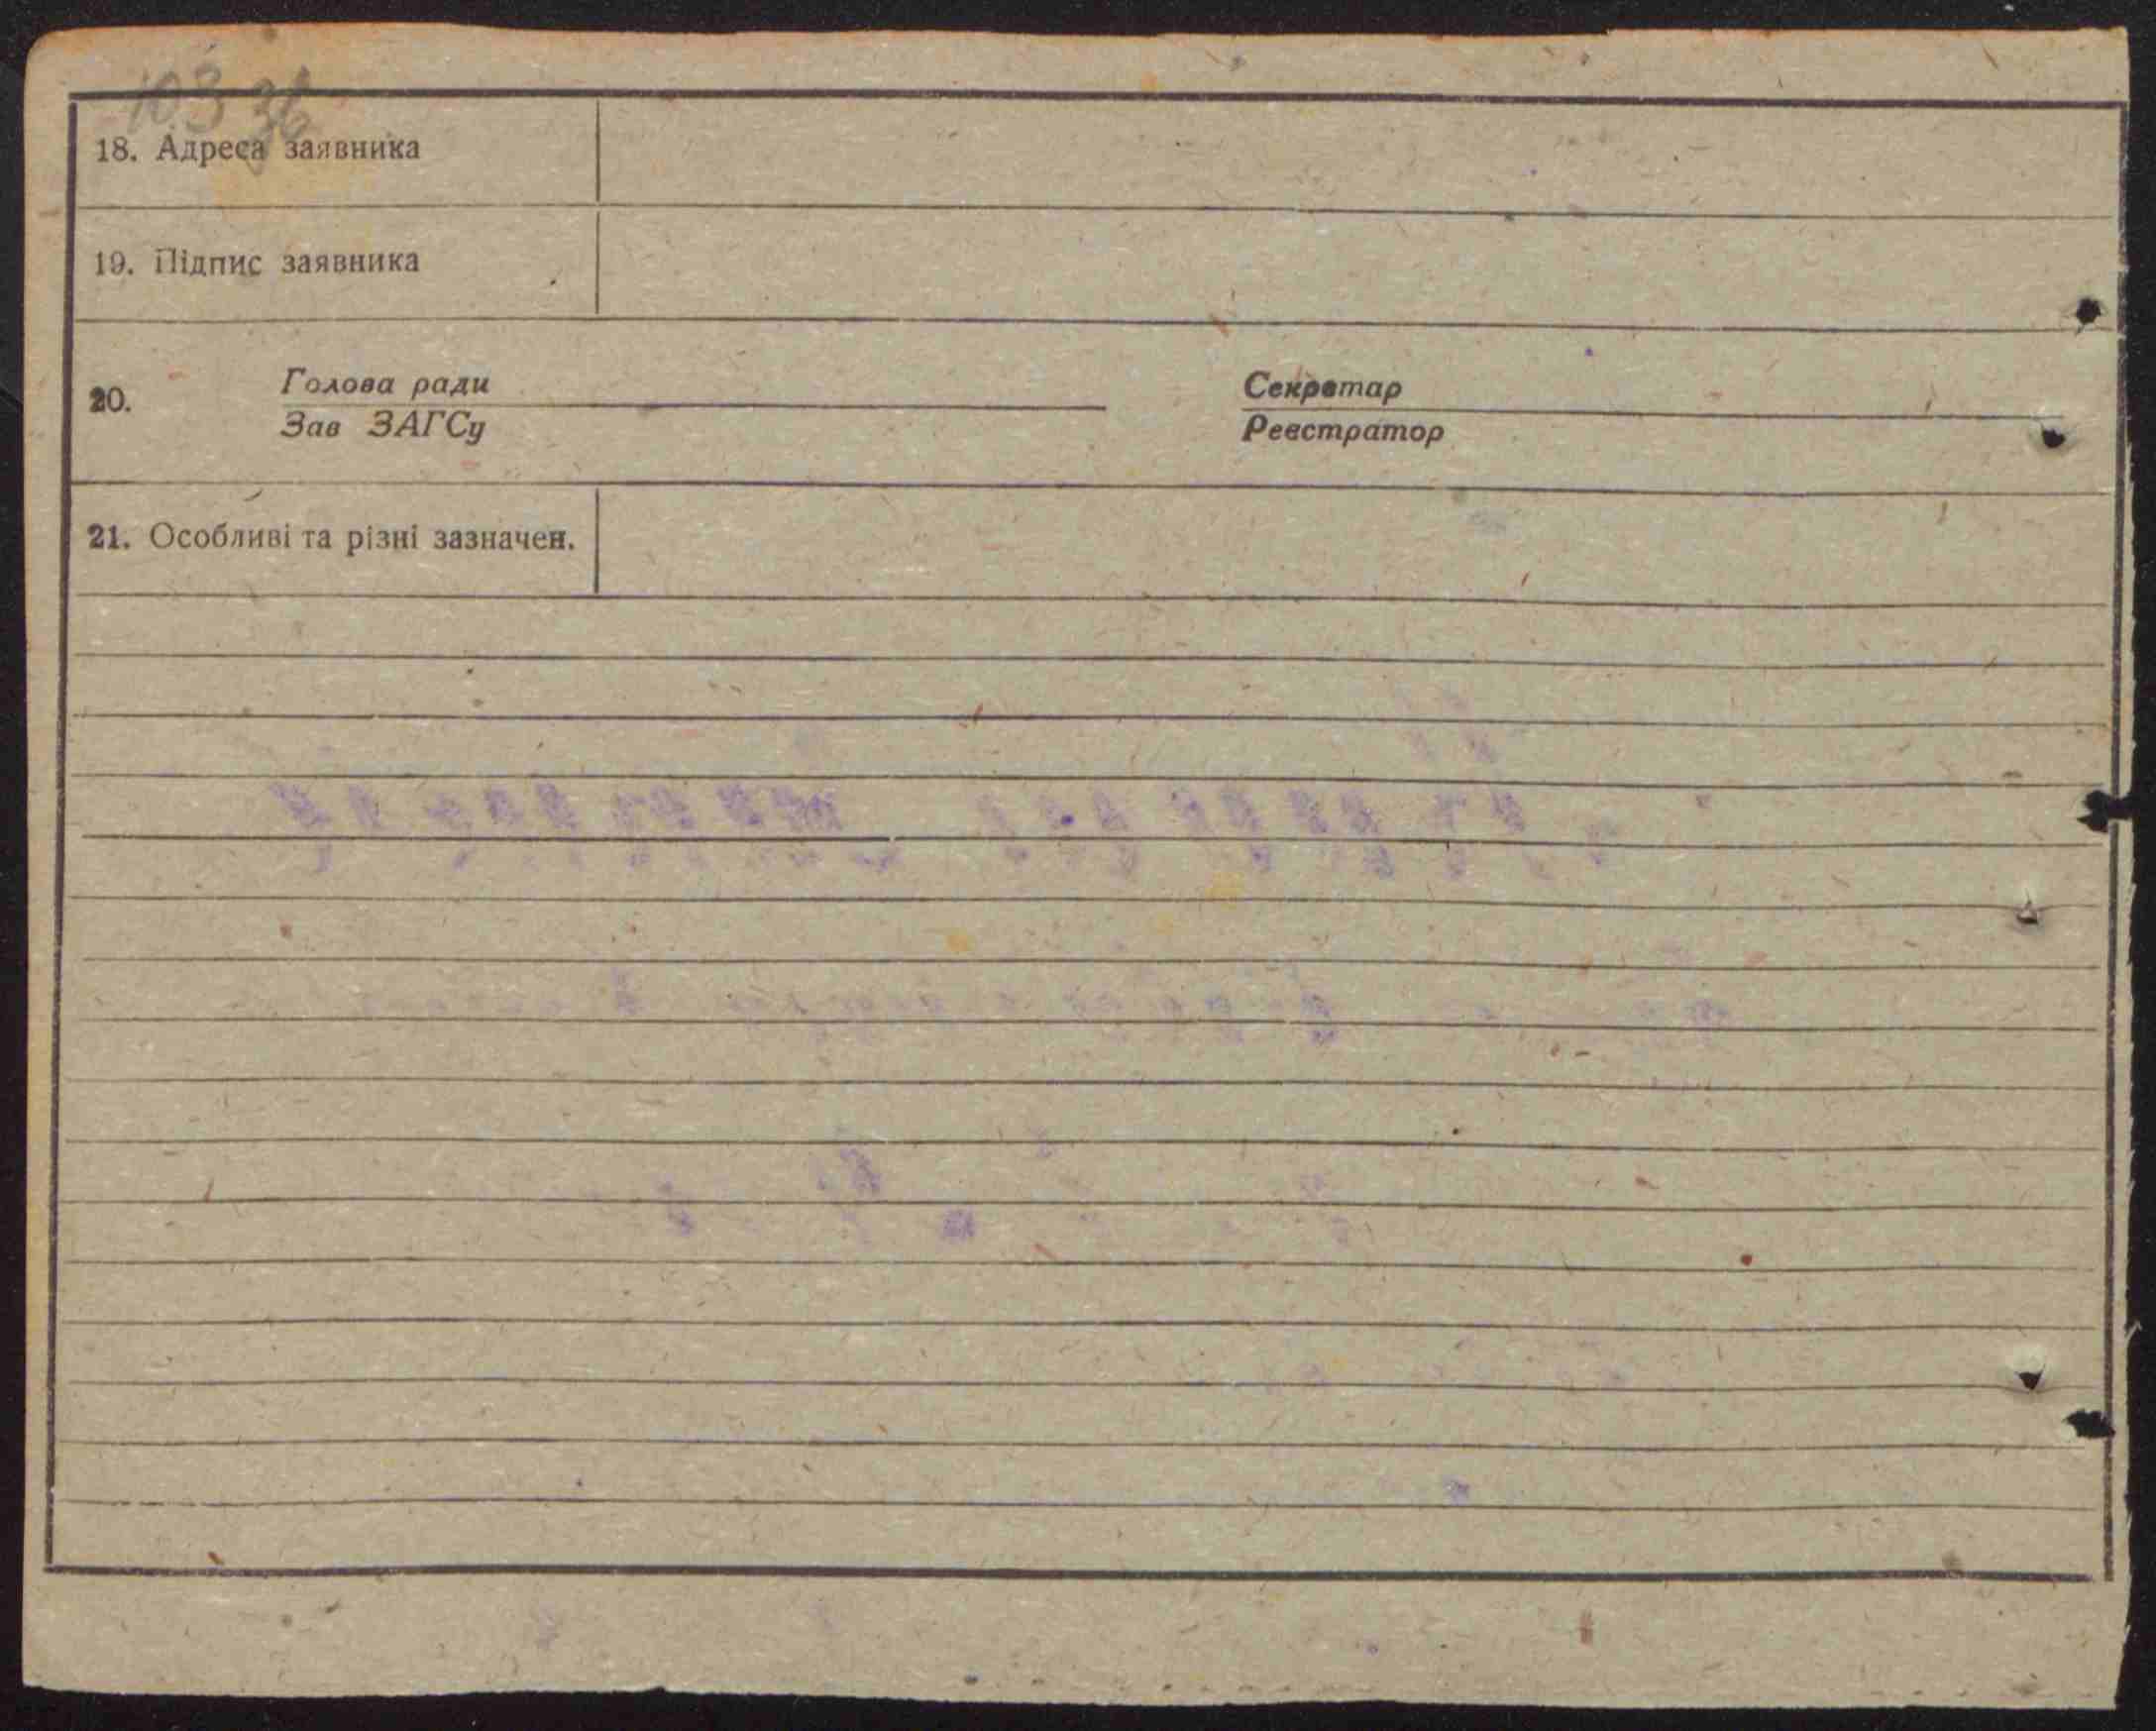 103 36
18. Адреса заявника
19. Підпис заявника
20. Голова ради Секретар
Зав ЗАГСу Реєстратор
21. Особливі та різні зазначен.